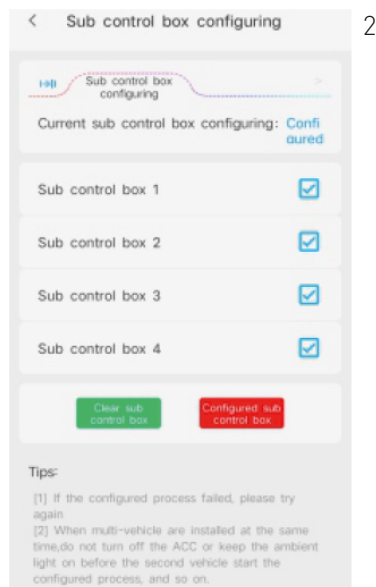 < Sub control box configuring
2
Sub control box
configuring
>
Current sub control box configuring: Confi
gured
Sub control box 1
Sub control box 2
Sub control box 3
Sub control box 4
Clear sub
control box
Configured sub
control box
Tips:
[1] If the configured process failed, please try
again
[2] When multi-vehicle are installed at the same
time,do not turn off the ACC or keep the ambient
light on before the second vehicle start the
configured process, and so on.